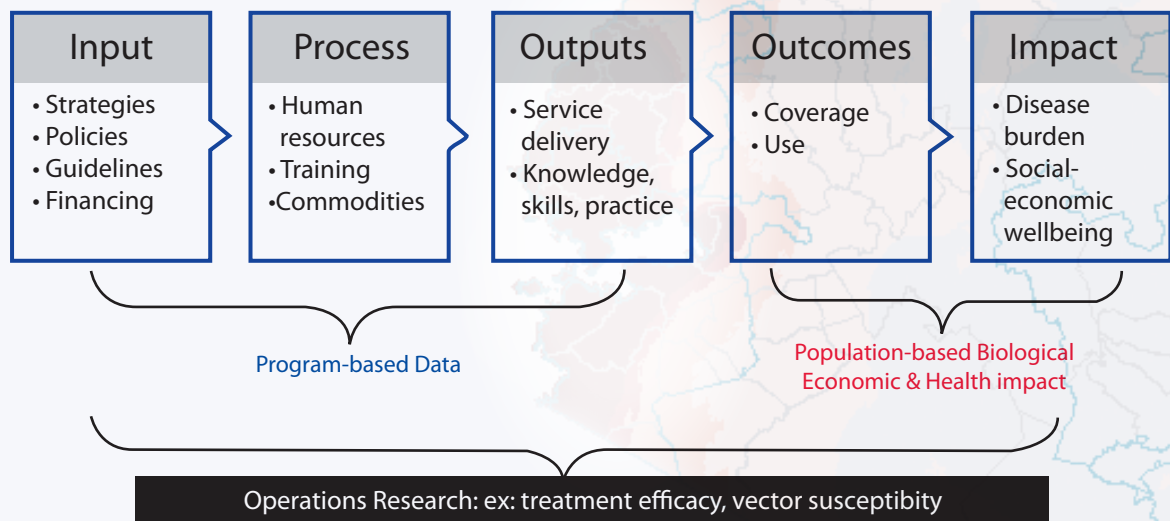 Input
• Strategies
• Policies
• Guidelines
• Financing
Process
• Human
resources
• Training
•Commodities
Outputs
• Service
delivery
• Knowledge,
skills, practice
Outcomes
• Coverage
• Use
Impact
• Disease
burden
• Social-
economic
wellbeing
Program-based Data
Population-based Biological
Economic & Health impact
Operations Research: ex: treatment efficacy, vector susceptibity